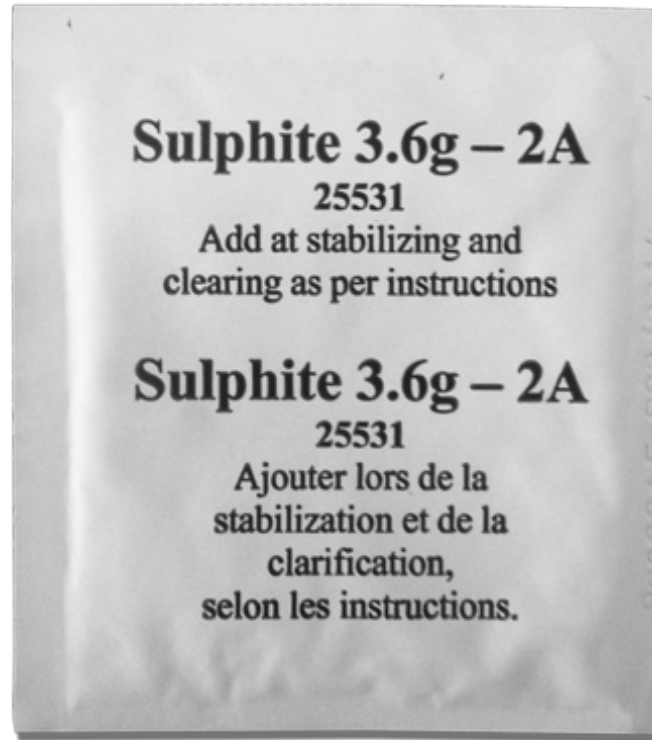 Sulphite 3.6g – 2A
25531
Add at stabilizing and
clearing as per instructions
Sulphite 3.6g – 2A
25531
Ajouter lors de la
stabilization et de la
clarification,
selon les instructions.